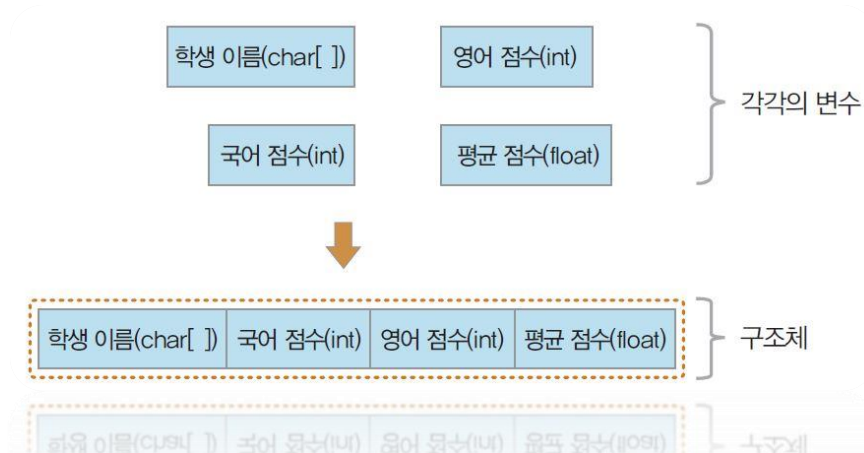 학생 이름(char[ ])
영어 점수(int)
각각의 변수
국어 점수(int)
평균 점수(float)
학생 이름(char[ ])
국어 점수(int)
영어 점수(int)
평균 점수(float)
구조체